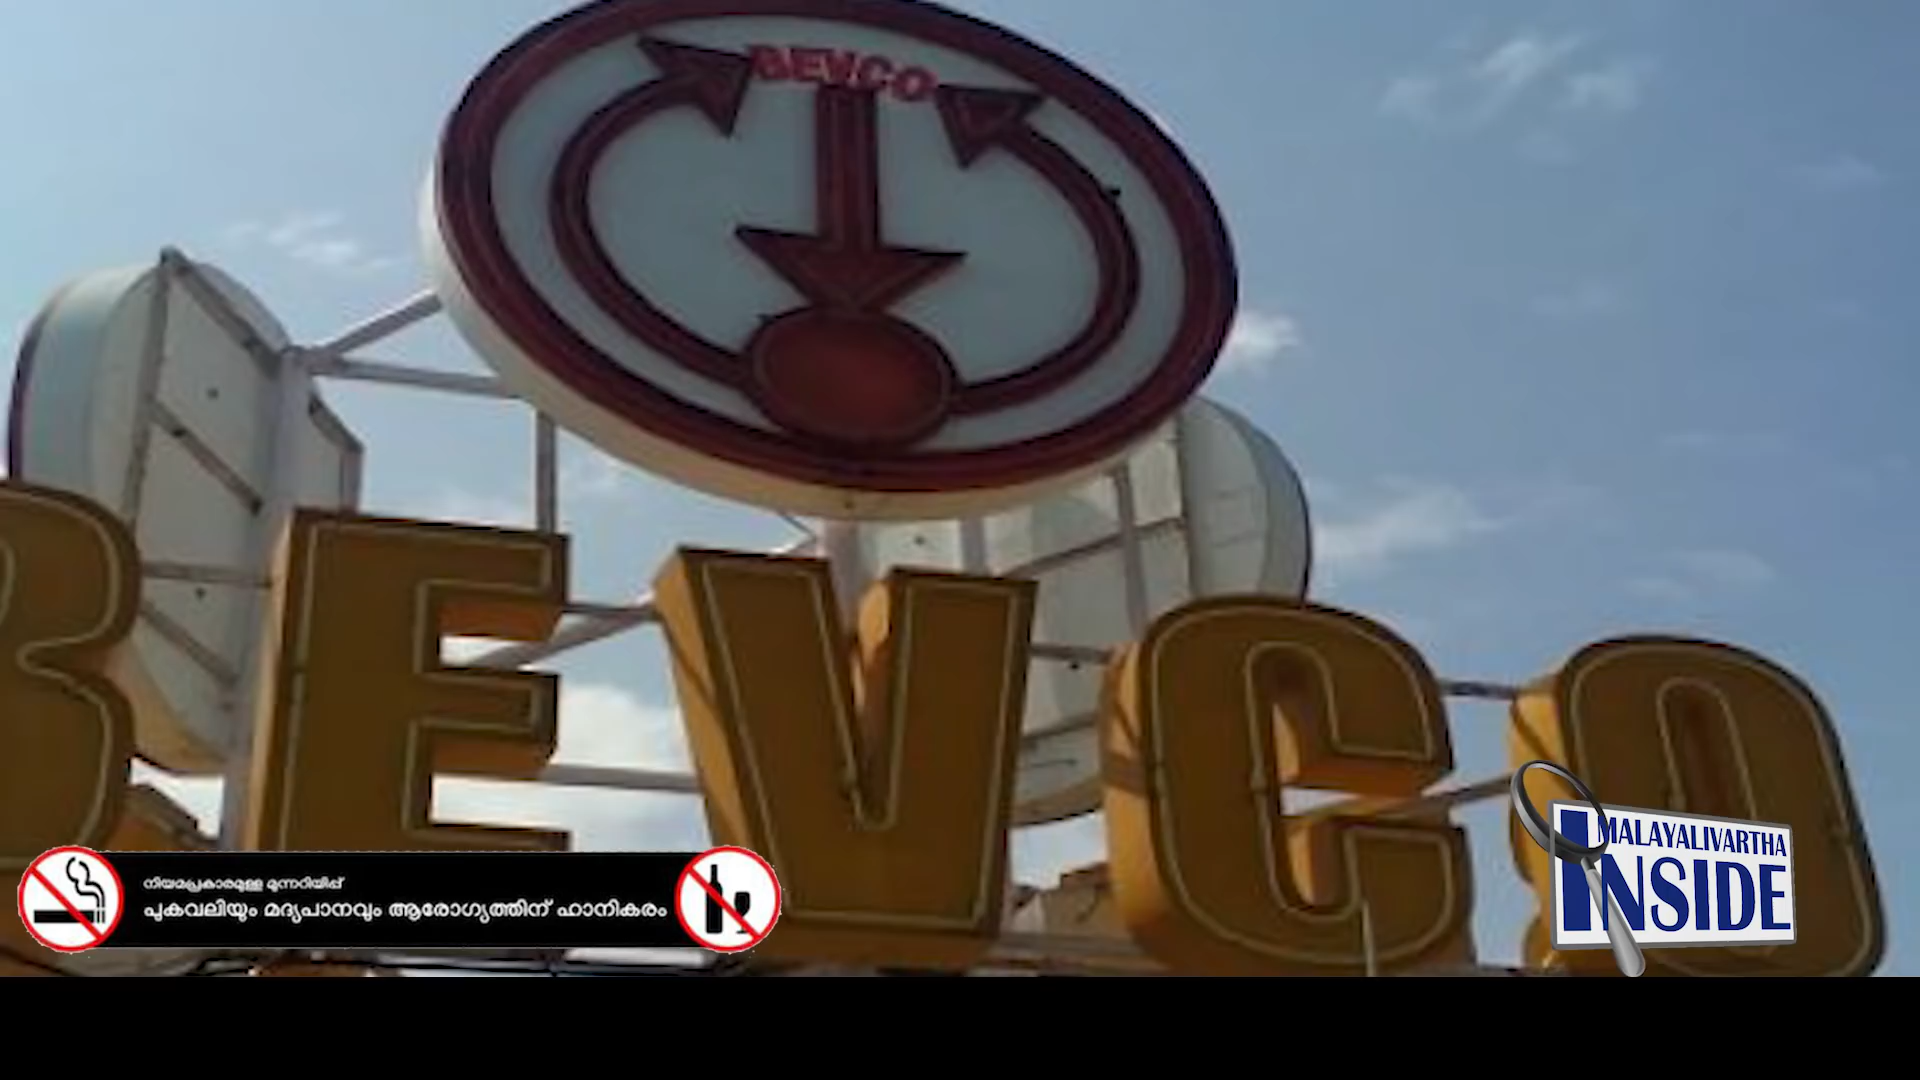 BEVCO
BEVCO
നിയമപ്രകാരമുള്ള മുന്നറിയിപ്പ്
പുകവലിയും മദ്യപാനവും ആരോഗ്യത്തിന് ഹാനികരം
MALAYALIVARTHA
INSIDE